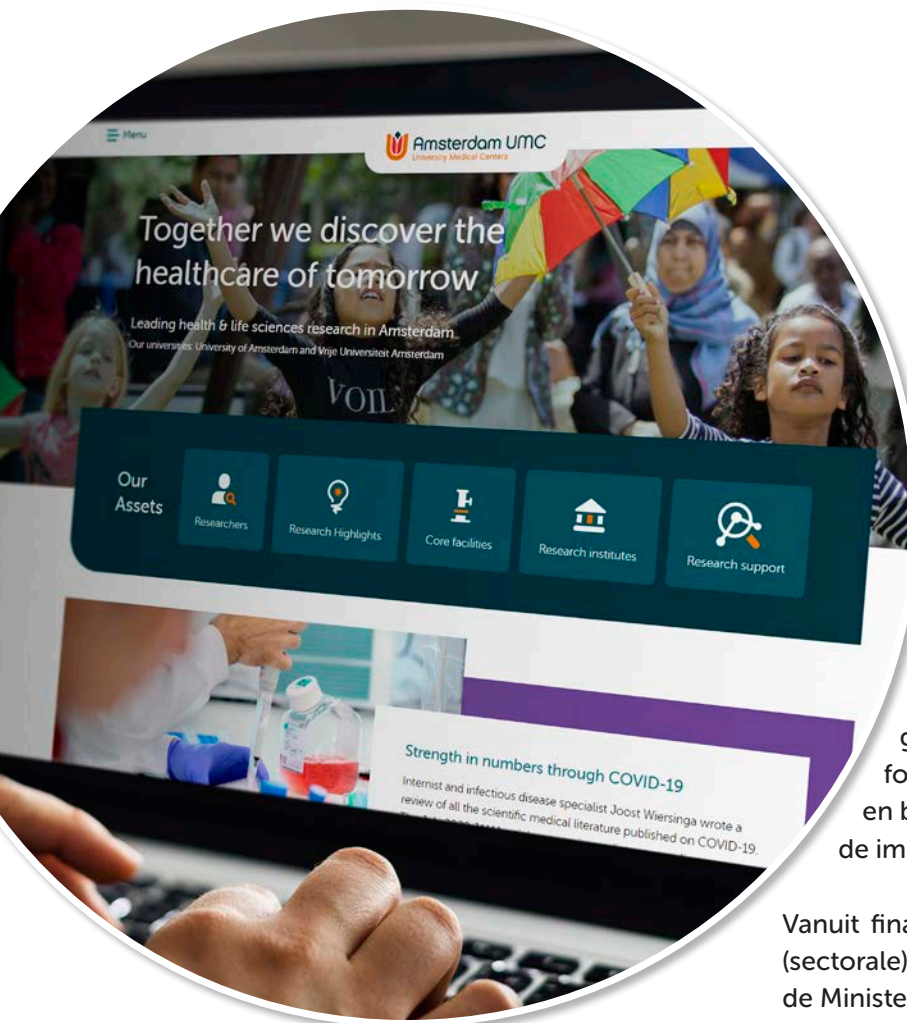 Menu
Amsterdam UMC
University Medical Centers
Together we discover the
healthcare of tomorrow
Leading health & life sciences research in Amsterdam
Our universities: University of Amsterdam and Vrije Universiteit Amsterdam
VOIL
Our
Assets
Researchers
Research Highlights
Core facilities
Research institutes
Research support
Strength in numbers through COVID-19
Internist and infectious disease specialist Joost Wiersinga wrote a
review of all the scientific medical literature published on COVID-19.
g
fo
en b
de im
Vanuit fina
(sectorale)
de Ministe